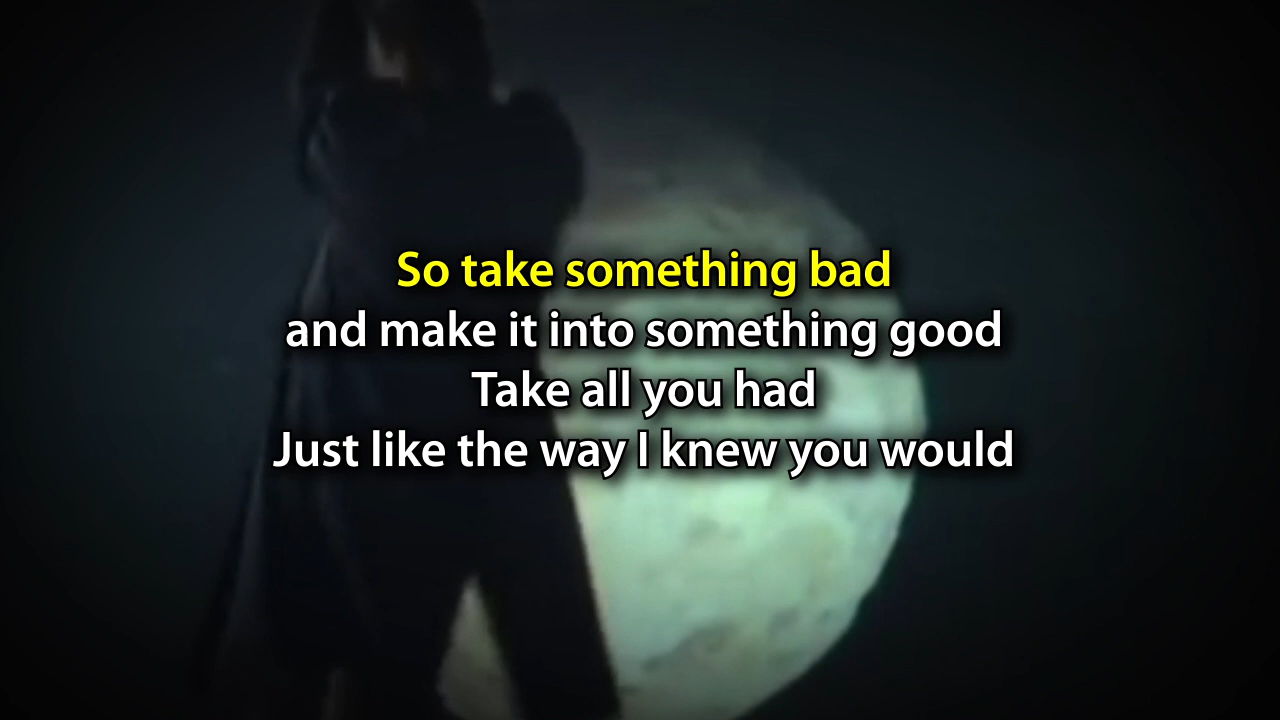 So take something bad
and make it into something good
Take all you had
Just like the way I knew you would